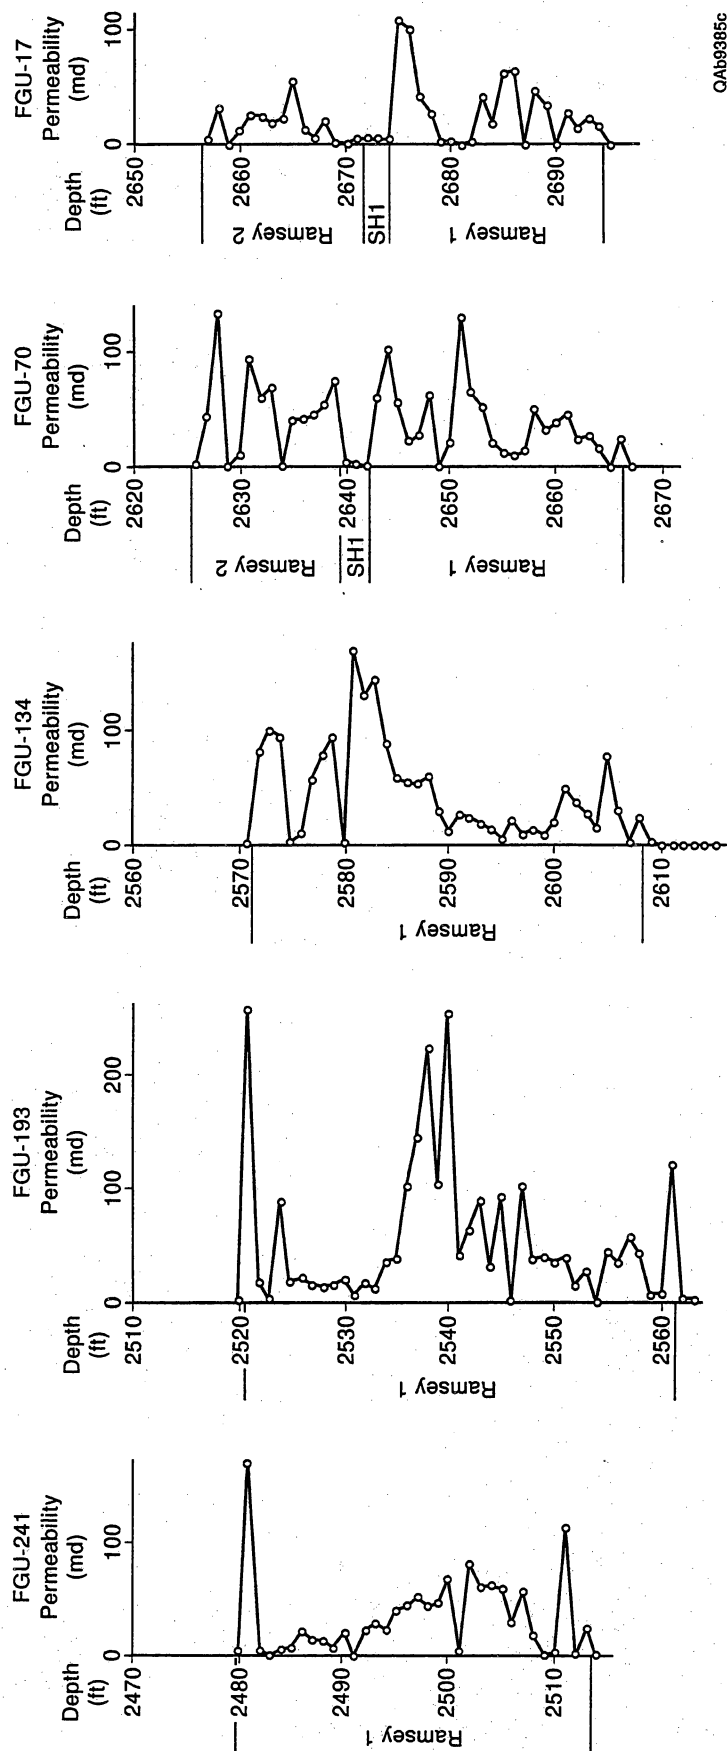 QAb9385c
FGU-17
Permeability
(md)
0
100
Depth
(ft)
2650
2660
2670
2680
2690
Ramsey 2
SH1
Ramsey 1
FGU-70
Permeability
(md)
0
100
Depth
(ft)
2620
2630
2640
2650
2660
2670
Ramsey 2
SH1
Ramsey 1
FGU-134
Permeability
(md)
0
100
Depth
(ft)
2560
2570
2580
2590
2600
2610
Ramsey 1
FGU-193
Permeability
(md)
0
100
200
Depth
(ft)
2510
2520
2530
2540
2550
2560
Ramsey 1
FGU-241
Permeability
(md)
0
100
Depth
(ft)
2470
2480
2490
2500
2510
Ramsey 1